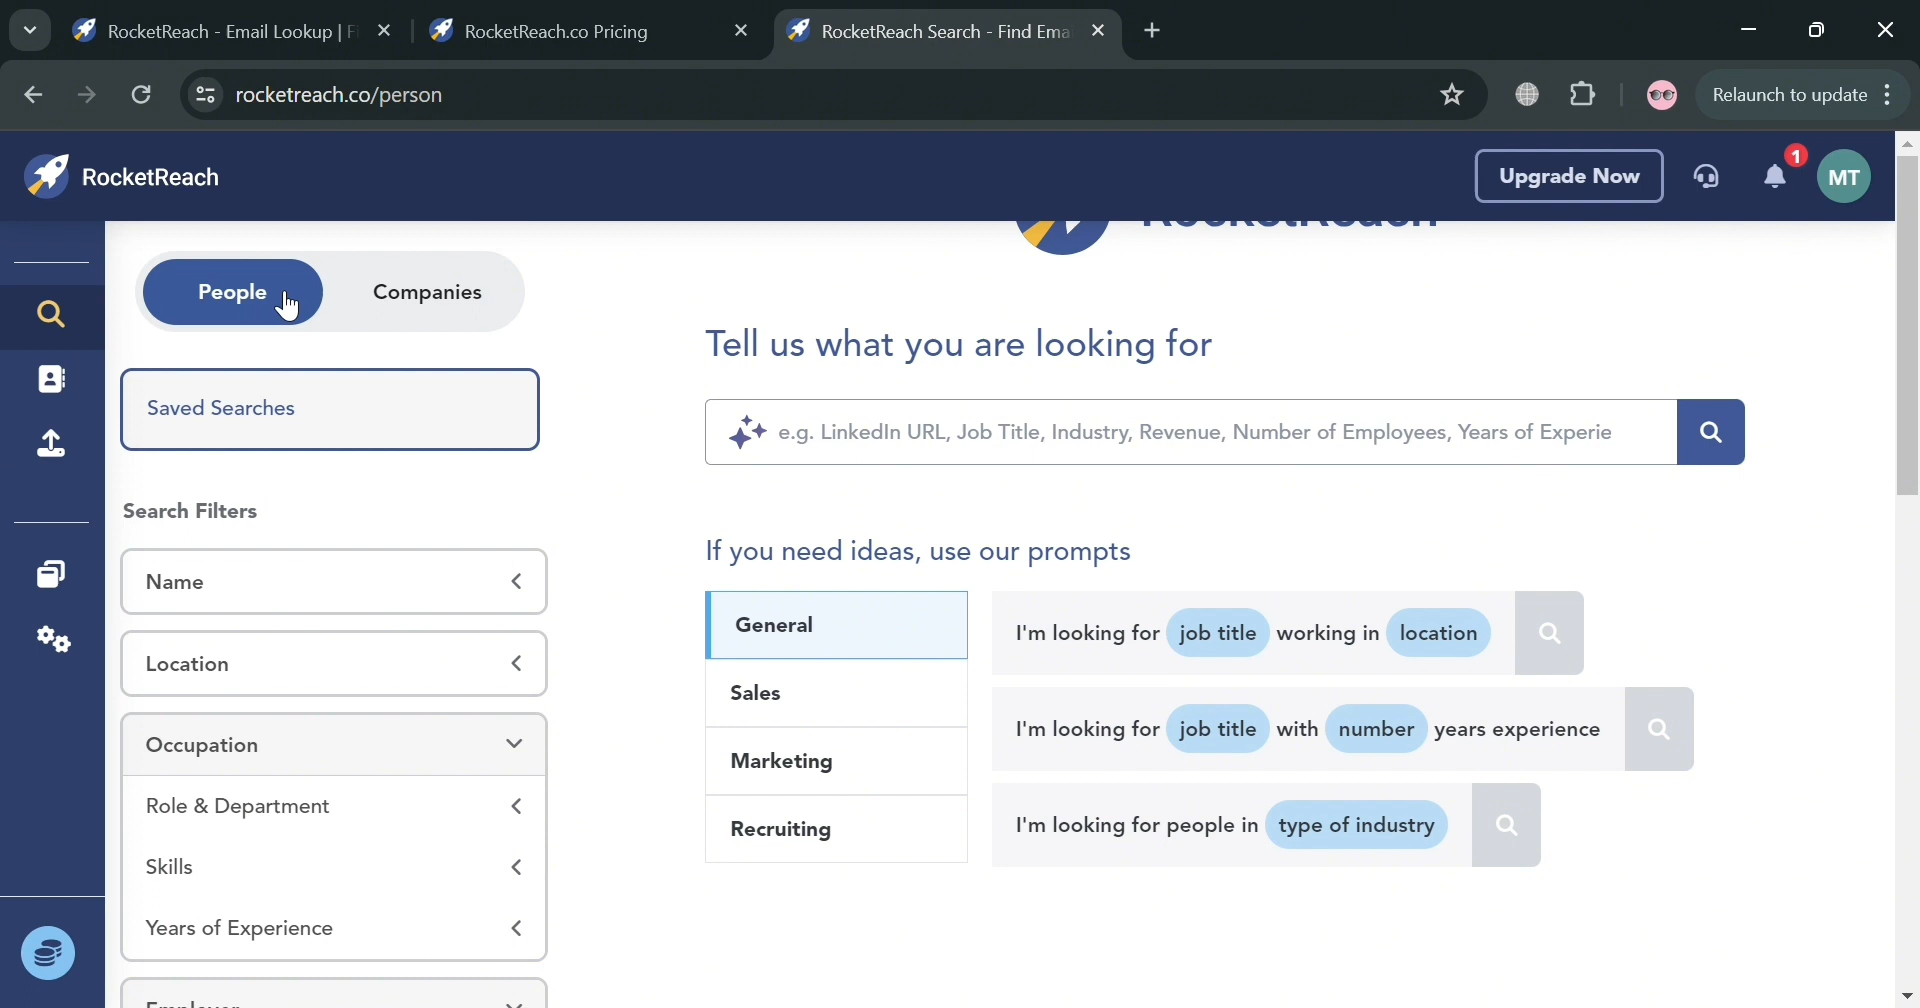 RocketReach - Email Lookup | Fi
RocketReach.co Pricing
RocketReach Search - Find Ema
rocketreach.co/person
Relaunch to update
RocketReach
Upgrade Now
1
MT
People
Companies
RocketReach
Tell us what you are looking for
Saved Searches
e.g. LinkedIn URL, Job Title, Industry, Revenue, Number of Employees, Years of Experie
Search Filters
If you need ideas, use our prompts
Name
General
I'm looking for job title working in location
Location
Sales
I'm looking for job title with number years experience
Occupation
Marketing
Role & Department
Recruiting
I'm looking for people in type of industry
Skills
Years of Experience
Employer